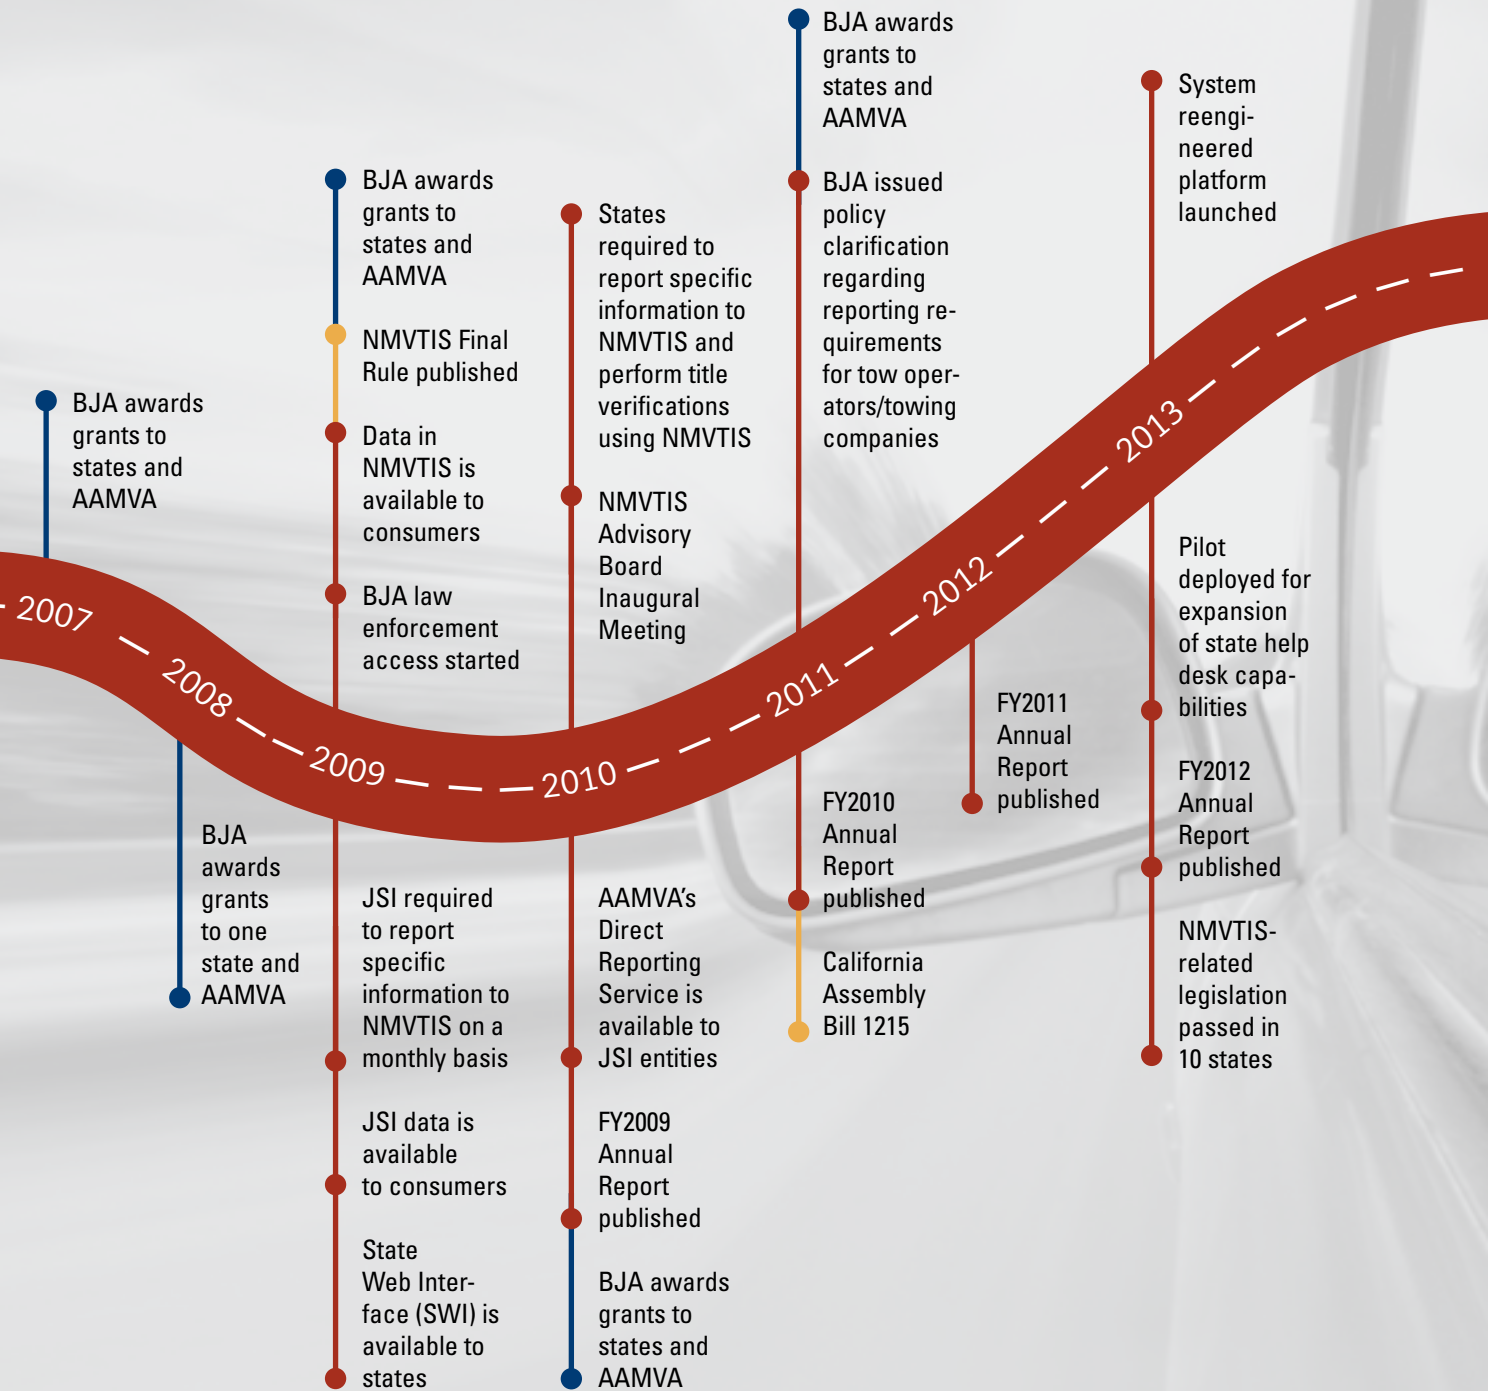 BJA awards
grants to
states and
AAMVA
2007
2008
BJA
awards
grants
to one
state and
AAMVA
BJA awards
grants to
states and
AAMVA
NMVTIS Final
Rule published
Data in
NMVTIS is
available to
consumers
BJA law
enforcement
access started
2009
JSI required
to report
specific
information to
NMVTIS on a
monthly basis
JSI data is
available
to consumers
State
Web Inter-
face (SWI) is
available to
states
States
required to
report specific
information to
NMVTIS and
perform title
verifications
using NMVTIS
NMVTIS
Advisory
Board
Inaugural
Meeting
2010
AAMVA’s
Direct
Reporting
Service is
available to
JSI entities
FY2009
Annual
Report
published
BJA awards
grants to
states and
AAMVA
BJA awards
grants to
states and
AAMVA
BJA issued
policy
clarification
regarding
reporting re-
quirements
for tow oper-
ators/towing
companies
2011
FY2010
Annual
Report
published
California
Assembly
Bill 1215
2012
FY2011
Annual
Report
published
System
reengi-
neered
platform
launched
2013
Pilot
deployed for
expansion
of state help
desk capa-
bilities
FY2012
Annual
Report
published
NMVTIS-
related
legislation
passed in
10 states